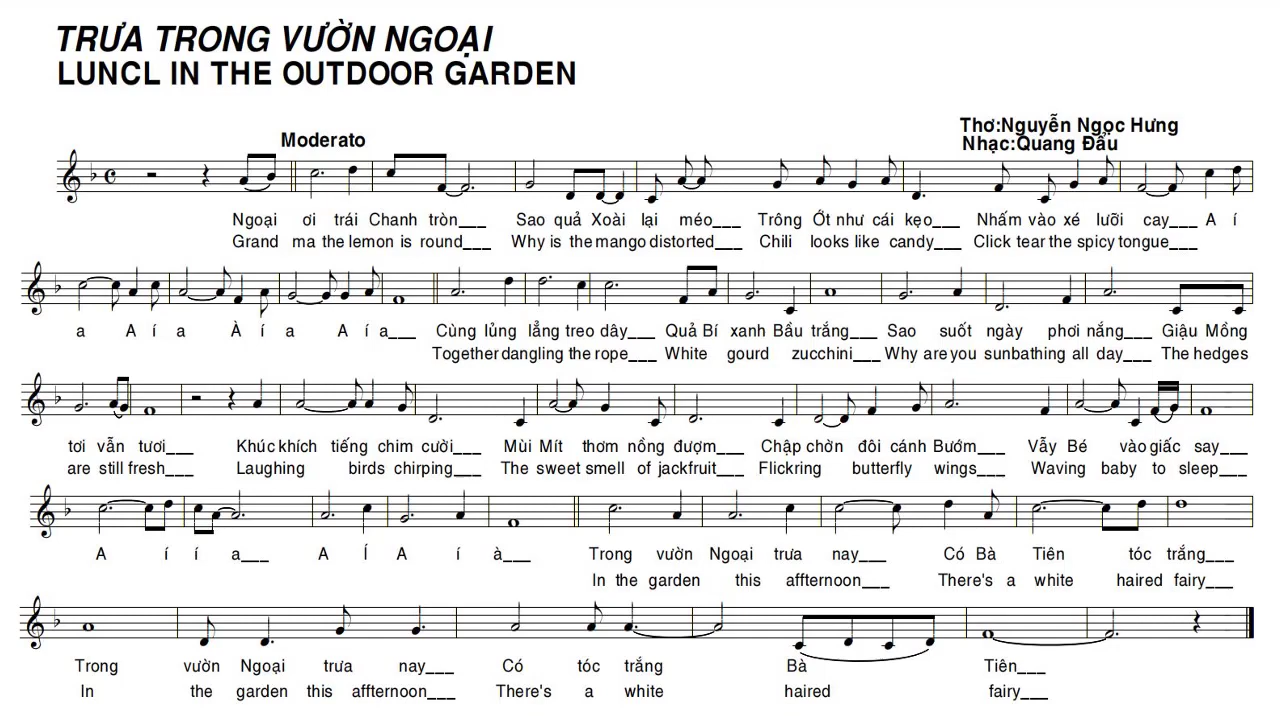 TRƯA TRONG VƯỜN NGOẠI
LUNCL IN THE OUTDOOR GARDEN
Thơ:Nguyễn Ngọc Hưng
Moderato
Nhạc:Quang Đẩu
Ngoại ơi trái Chanh tròn___ Sao quả Xoài lại méo___ Trông Ớt như cái kẹo___ Nhấm vào xé lưỡi cay___ A í
Grand ma the lemon is round___ Why is the mango distorted___ Chili looks like candy___ Click tear the spicy tongue___
a A í a À í a A í a___ Cùng lủng lẳng treo dây___ Quả Bí xanh Bầu trắng___ Sao suốt ngày phơi nắng___ Giậu Mồng
Together dangling the rope___ White gourd zucchini___ Why are you sunbathing all day___ The hedges
tơi vẫn tươi___ Khúc khích tiếng chim cười___ Mùi Mít thơm nồng đượm___ Chập chờn đôi cánh Bướm___ Vẫy Bé vào giấc say___
are still fresh___ Laughing birds chirping___ The sweet smell of jackfruit___ Flickring butterfly wings___ Waving baby to sleep___
A í í a___ A Í A í à___ Trong vườn Ngoại trưa nay___ Có Bà Tiên tóc trắng___
In the garden this affternoon___ There's a white haired fairy___
Trong vườn Ngoại trưa nay___ Có tóc trắng Bà Tiên___
In the garden this affternoon___ There's a white haired fairy___